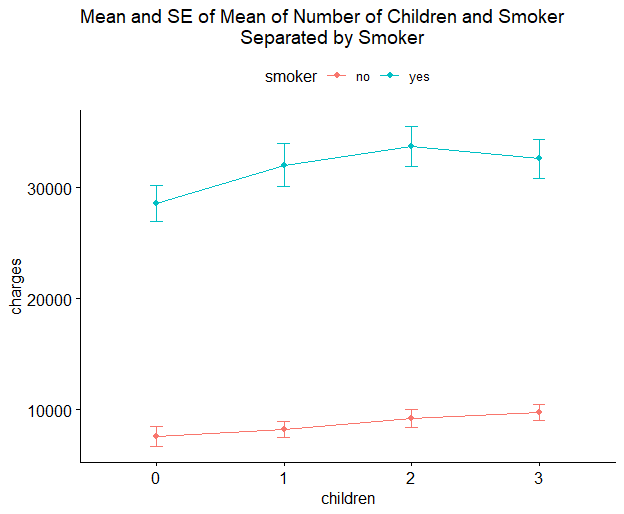 Mean and SE of Mean of Number of Children and Smoker
Separated by Smoker
smoker no yes
30000
20000
10000
charges
0 1 2 3
children